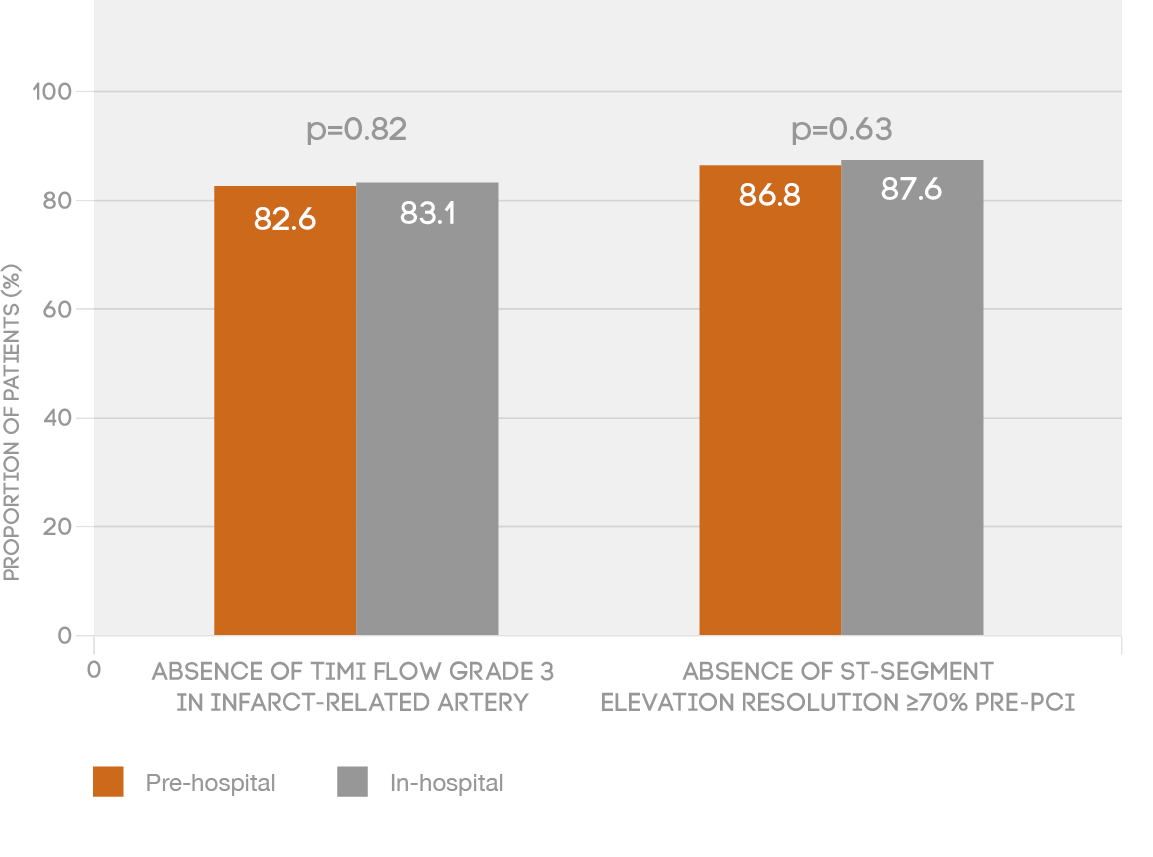 100
p=0.82
p=0.63
82.6
83.1
86.8
87.6
80
60
40
20
0
PROPORTION OF PATIENTS (%)
0
ABSENCE OF TIMI FLOW GRADE 3
IN INFARCT-RELATED ARTERY
ABSENCE OF ST-SEGMENT
ELEVATION RESOLUTION ≥70% PRE-PCI
Pre-hospital
In-hospital